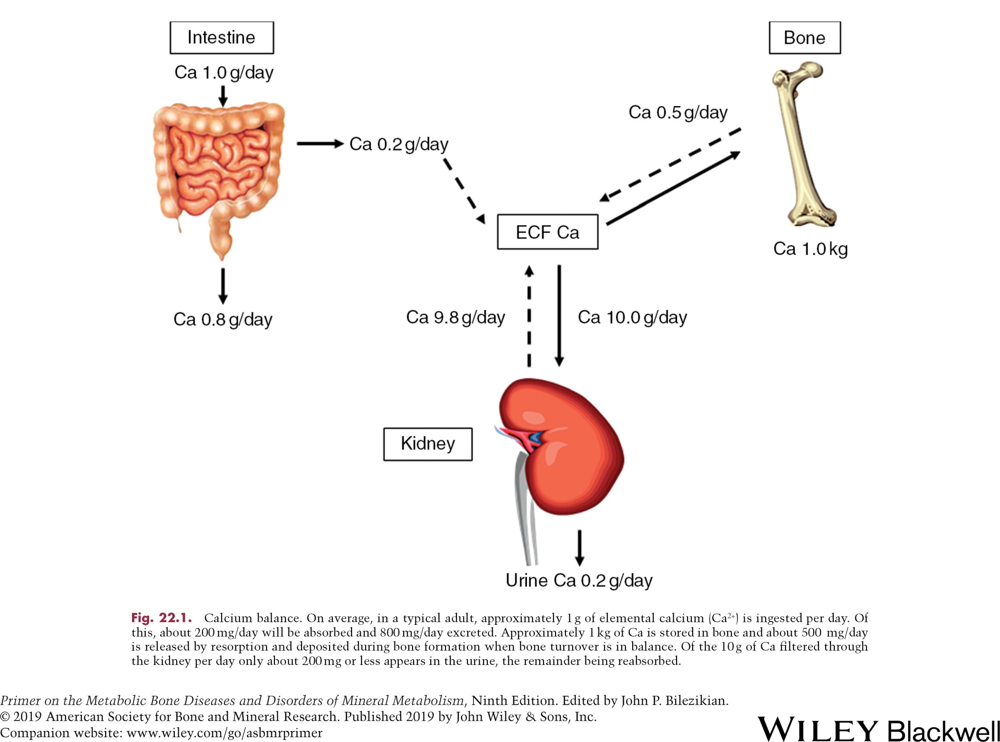 Intestine
Bone
Ca 1.0 g/day
Ca 0.5 g/day
Ca 0.2 g/day
ECF Ca
Ca 1.0 kg
Ca 0.8 g/day
Ca 9.8 g/day
Ca 10.0 g/day
Kidney
Urine Ca 0.2 g/day
Fig. 22.1. Calcium balance. On average, in a typical adult, approximately 1 g of elemental calcium (Ca²⁺) is ingested per day. Of
this, about 200 mg/day will be absorbed and 800 mg/day excreted. Approximately 1 kg of Ca is stored in bone and about 500 mg/day
is released by resorption and deposited during bone formation when bone turnover is in balance. Of the 10 g of Ca filtered through
the kidney per day only about 200 mg or less appears in the urine, the remainder being reabsorbed.
Primer on the Metabolic Bone Diseases and Disorders of Mineral Metabolism, Ninth Edition. Edited by John P. Bilezikian.
© 2019 American Society for Bone and Mineral Research. Published 2019 by John Wiley & Sons, Inc.
Companion website: www.wiley.com/go/asbmrprimer
WILEY Blackwell